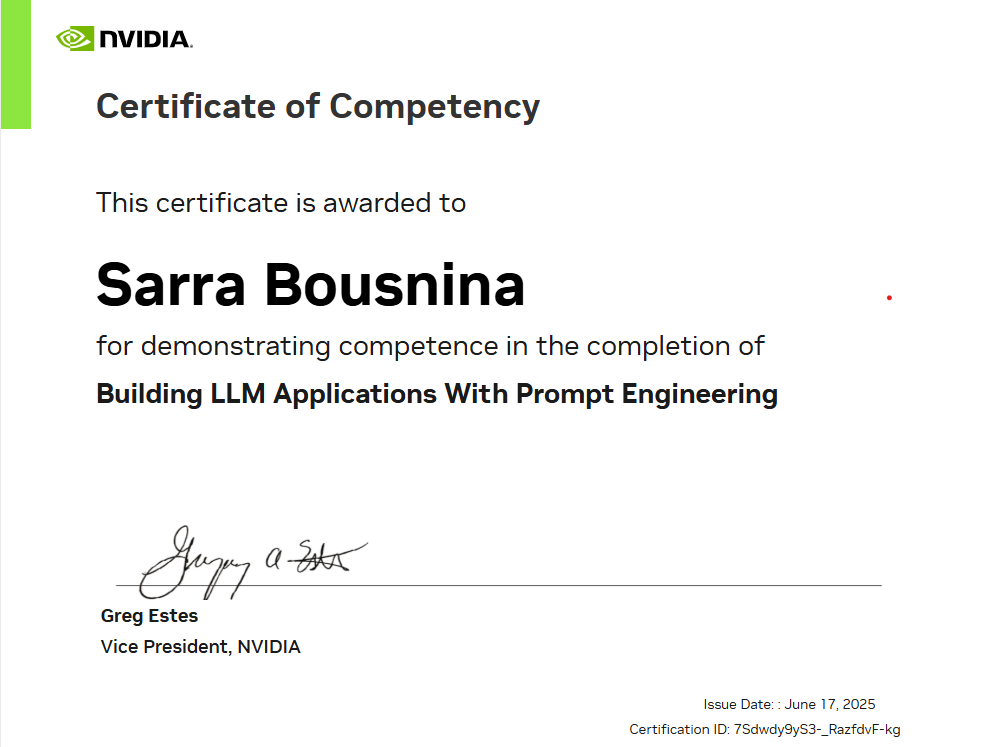 NVIDIA.
Certificate of Competency
This certificate is awarded to
Sarra Bousnina
for demonstrating competence in the completion of
Building LLM Applications With Prompt Engineering
Greg Estes
Vice President, NVIDIA
Issue Date: : June 17, 2025
Certification ID: 7Sdwdy9yS3-_RazfdvF-kg